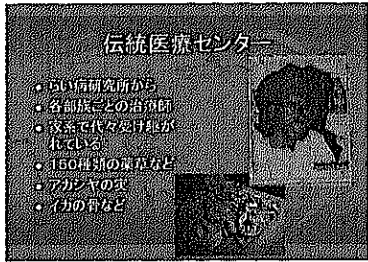 伝統医療センター
• らい病研究所から
• 各部族ごとの治療師
• 父系で代々受け継が
れている
• 160種類の薬草など
• アカシヤの実
• イカの骨など